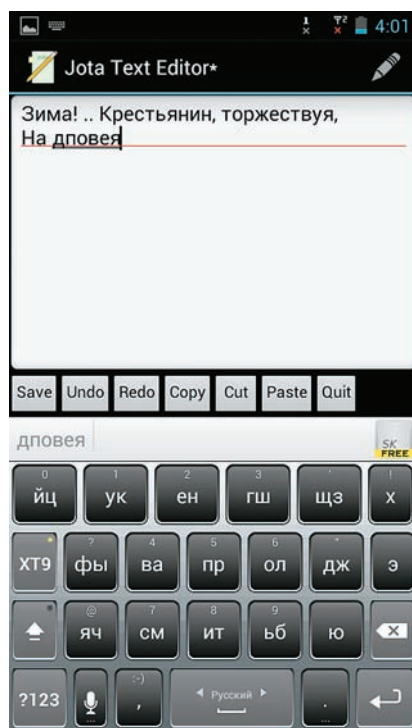 4:01
Jota Text Editor*
Зима! .. Крестьянин, торжествуя,
На дповея
Save Undo Redo Copy Cut Paste Quit
дповея
SK FREE
0 1 2 3 ' !
йц ук ен гш щз х
? 4 5 6 "
XT9 фы ва пр ол дж э
@ 7 8 9
яч см ит ьб ю
:-)
?123 , Русский .